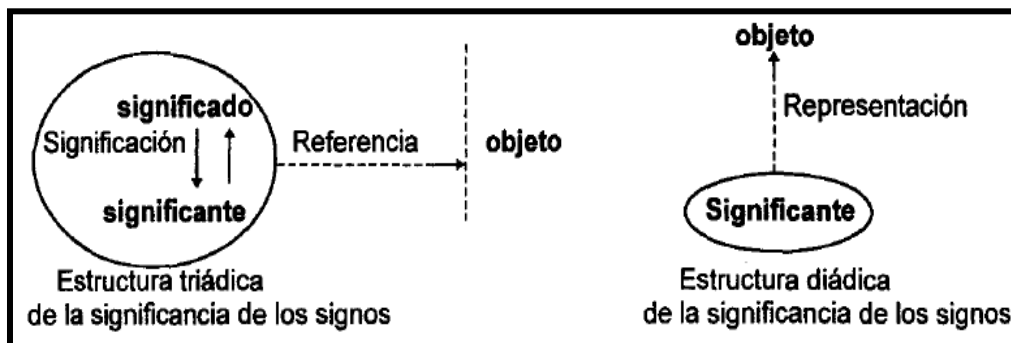 significado
Significación
significante
Referencia
objeto
Estructura triádica
de la significancia de los signos
objeto
Representación
Significante
Estructura diádica
de la significancia de los signos